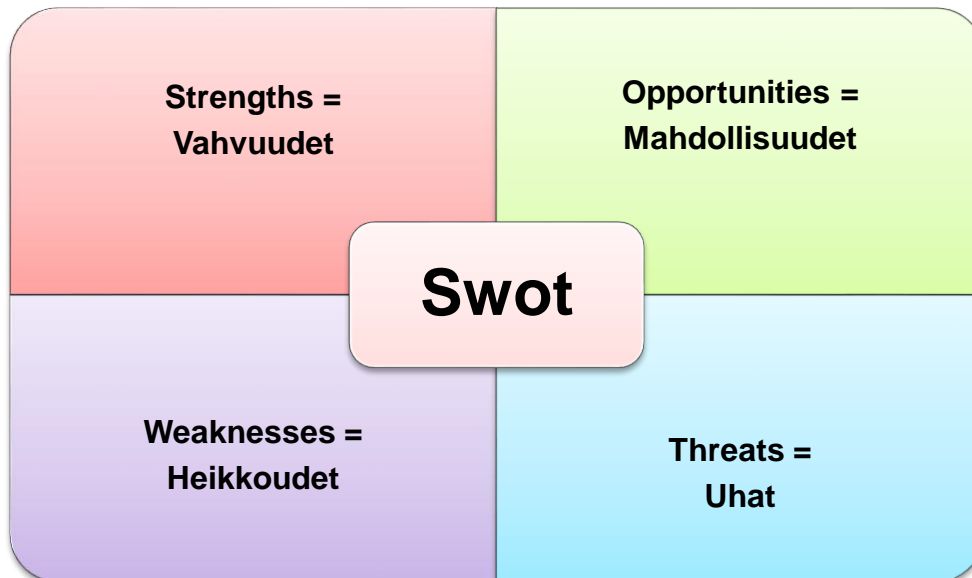 Strengths =
Vahvuudet
Opportunities =
Mahdollisuudet
Swot
Weaknesses =
Heikkoudet
Threats =
Uhat